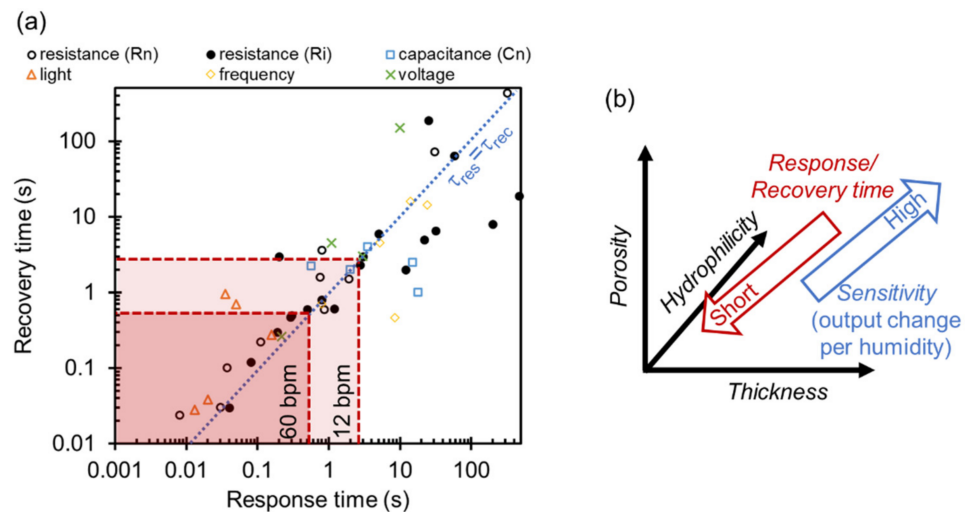 (a)
resistance (Rn)
resistance (Ri)
capacitance (Cn)
light
frequency
voltage
100
10
1
0.1
0.01
Recovery time (s)
τres = τrec
60 bpm
12 bpm
0.001
0.01
0.1
1
10
100
Response time (s)
(b)
Response/
Recovery time
Porosity
Hydrophilicity
High
Short
Sensitivity
(output change
per humidity)
Thickness